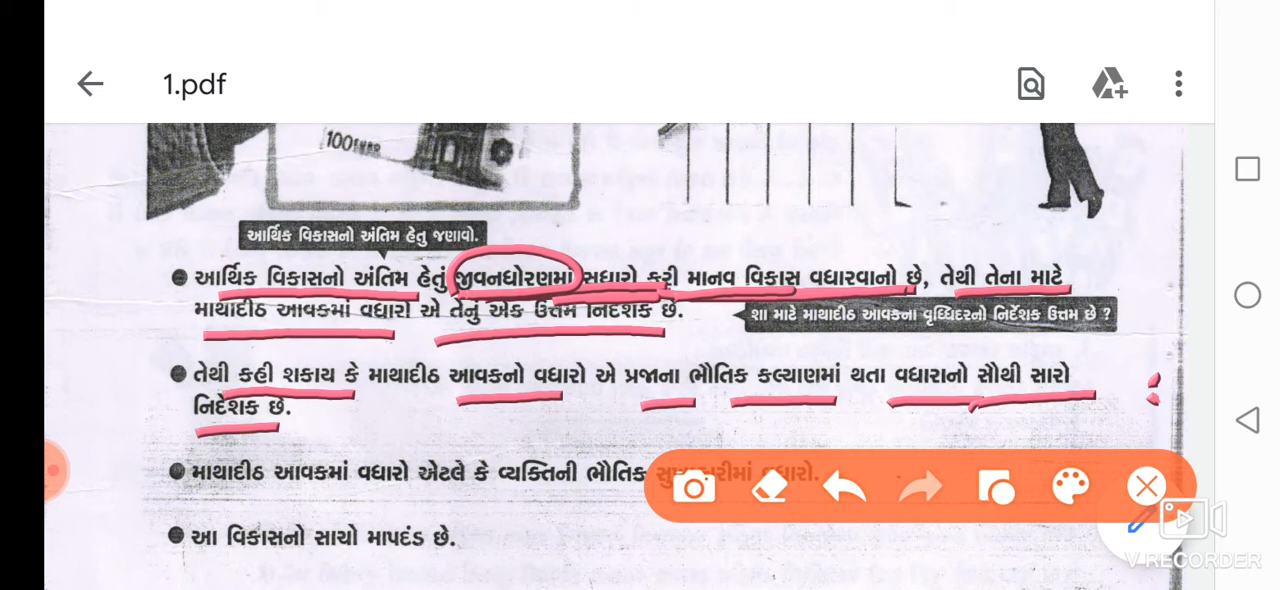 1.pdf
100 EURO
આર્થિક વિકાસનો અંતિમ હેતુ જણાવો.
● આર્થિક વિકાસનો અંતિમ હેતું જીવનધોરણમાં સુધારો કરી માનવ વિકાસ વધારવાનો છે, તેથી તેના માટે
માથાદીઠ આવકમાં વધારો એ તેનું એક ઉત્તમ નિર્દેશક છે.
શા માટે માથાદીઠ આવકના વૃધ્ધિદરનો નિર્દેશક ઉત્તમ છે ?
● તેથી કહી શકાય કે માથાદીઠ આવકનો વધારો એ પ્રજાના ભૌતિક કલ્યાણમાં થતા વધારાનો સૌથી સારો
નિર્દેશક છે.
● માથાદીઠ આવકમાં વધારો એટલે કે વ્યક્તિની ભૌતિક વધારો.
● આ વિકાસનો સાચો માપદંડ છે.
V RECORDER